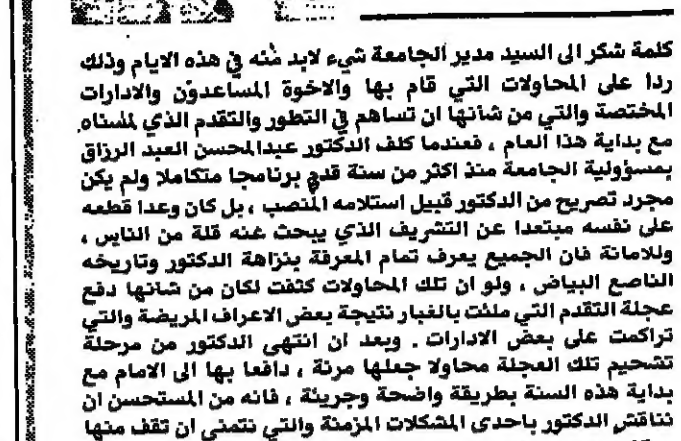 كلمة شكر الى السيد مدير الجامعة شيء لابد منه في هذه الايام وذلك
ردا على المحاولات التي قام بها والاخوة المساعدون والادارات
المختصة والتي من شأنها ان تساهم في التطور والتقدم الذي لمسناه
مع بداية هذا العام ، فعندما كلف الدكتور عبدالمحسن العبد الرزاق
بمسؤولية الجامعة منذ اكثر من سنة قدم برنامجا متكاملا ولم يكن
مجرد تصريح من الدكتور قبيل استلامه المنصب ، بل كان وعدا قطعه
على نفسه مبتعدا عن التشريف الذي يبحث عنه قلة من الناس ،
وللامانة فان الجميع يعرف تمام المعرفة بنزاهة الدكتور وتاريخه
الناصع البياض ، ولو ان تلك المحاولات كثفت لكان من شانها دفع
عجلة التقدم التي ملئت بالغبار نتيجة بعض الاعراف المريضة والتي
تراكمت على بعض الادارات . وبعد ان انتهى الدكتور من مرحلة
تشحيم تلك العجلة محاولا جعلها مرنة ، دافعا بها الى الامام مع
بداية هذه السنة بطريقة واضحة وجريئة ، فانه من المستحسن ان
نناقش الدكتور باحدى المشكلات المزمنة والتي نتمنى ان تقف منها